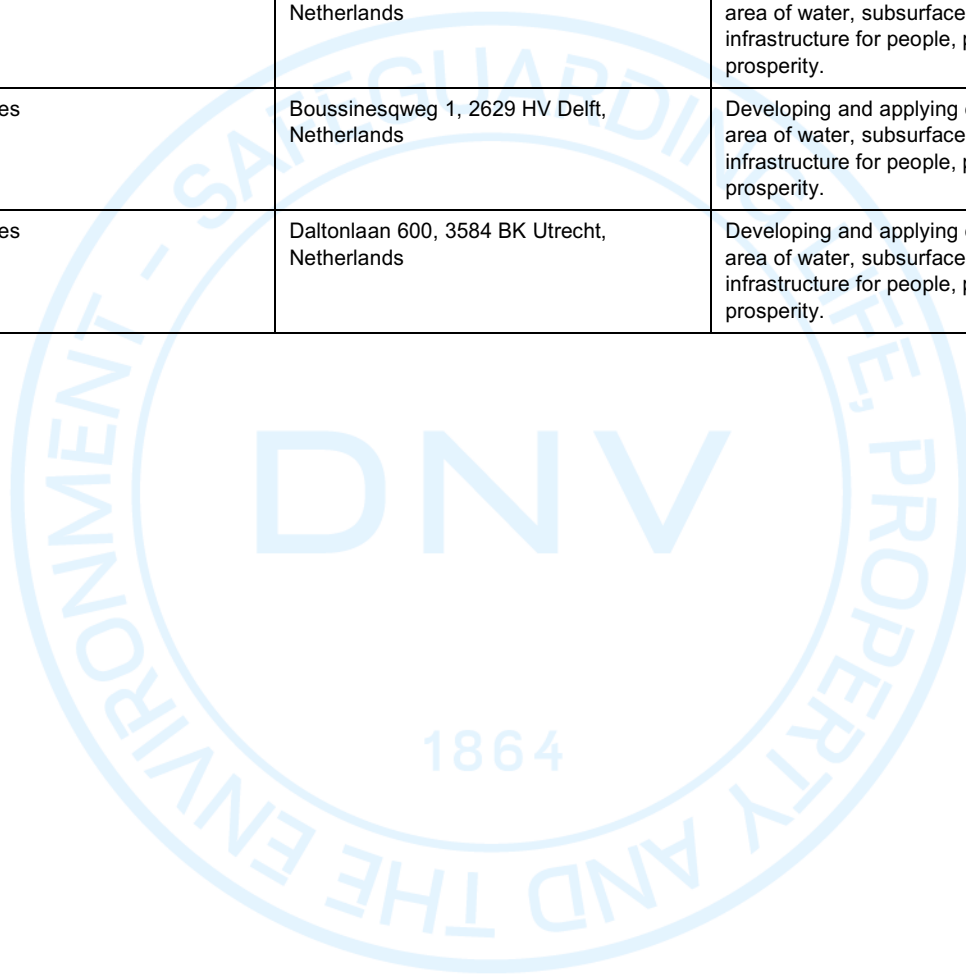 Netherlands
area of water, subsurface
infrastructure for people,
prosperity.
es
Boussinesqweg 1, 2629 HV Delft,
Netherlands
Developing and applying
area of water, subsurface
infrastructure for people,
prosperity.
es
Daltonlaan 600, 3584 BK Utrecht,
Netherlands
Developing and applying
area of water, subsurface
infrastructure for people,
prosperity.
SAFEGUARDING LIFE, PROPERTY AND THE ENVIRONMENT -
DNV
1864